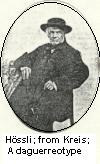 Hössli; from Kreis;
A daguerreotype